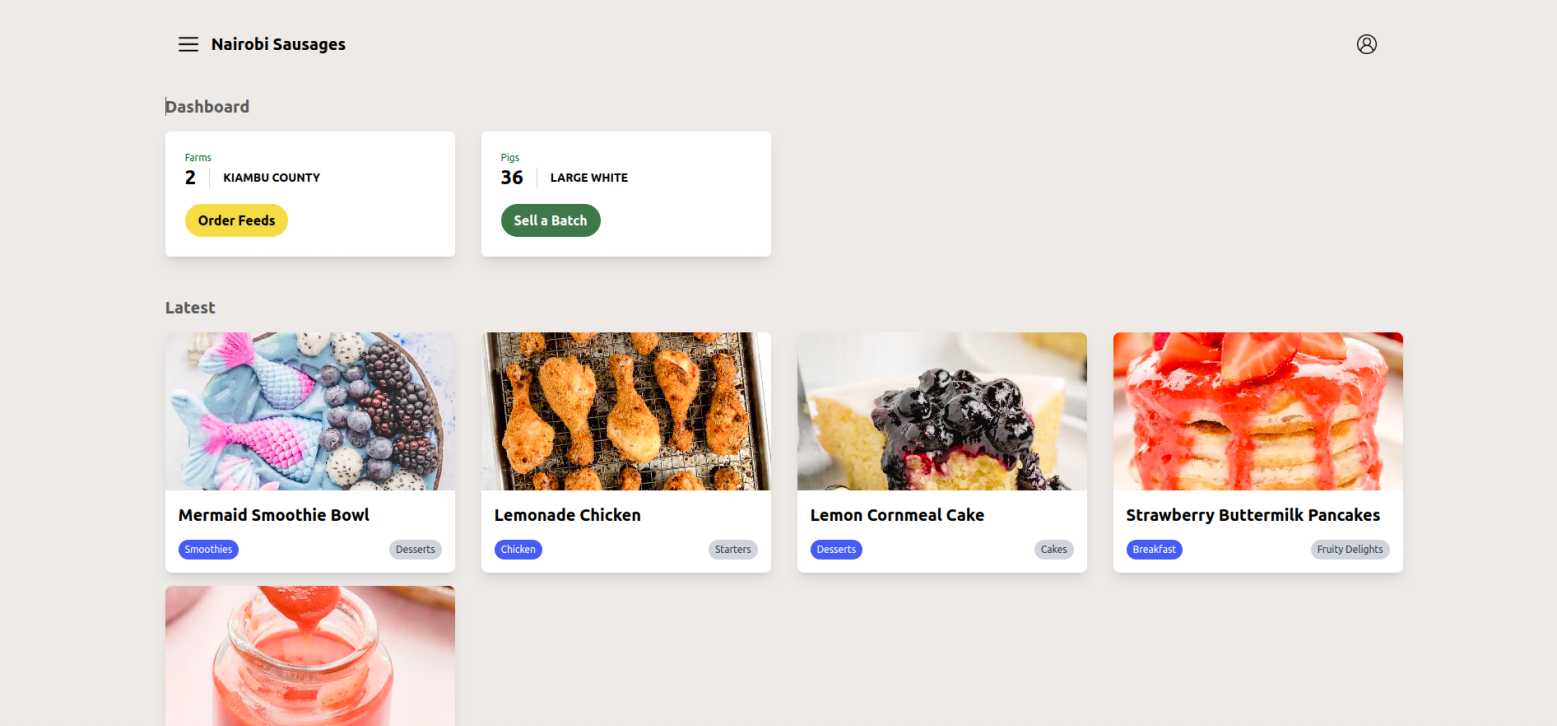 Nairobi Sausages
Dashboard
Farms
2 KIAMBU COUNTY
Order Feeds
Pigs
36 LARGE WHITE
Sell a Batch
Latest
Mermaid Smoothie Bowl
Smoothies Desserts
Lemonade Chicken
Chicken Starters
Lemon Cornmeal Cake
Desserts Cakes
Strawberry Buttermilk Pancakes
Breakfast Fruity Delights